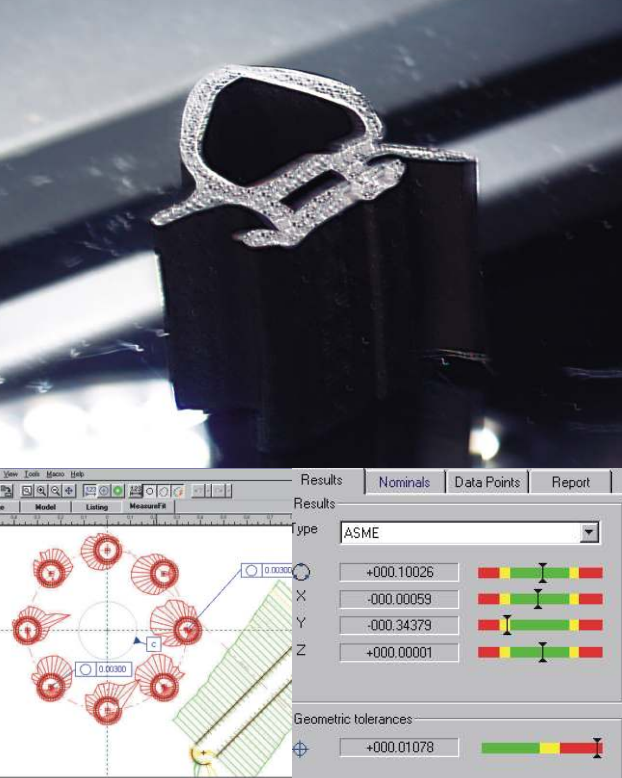 View Tools Macro Help
Model Listing MeasureFit
0.00300
c
0.00300
Results Nominals Data Points Report
Results
Type ASME
+000.10026
X -000.00059
Y -000.34379
Z +000.00001
Geometric tolerances
+000.01078